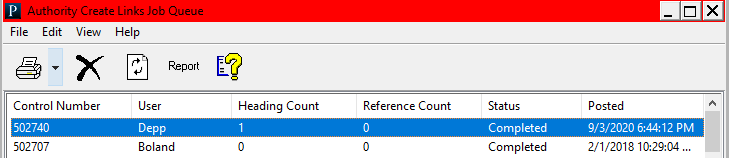 P Authority Create Links Job Queue
File Edit View Help
Report
Control Number User Heading Count Reference Count Status Posted
502740 Depp 1 0 Completed 9/3/2020 6:44:12 PM
502707 Boland 0 0 Completed 2/1/2018 10:29:04 ...